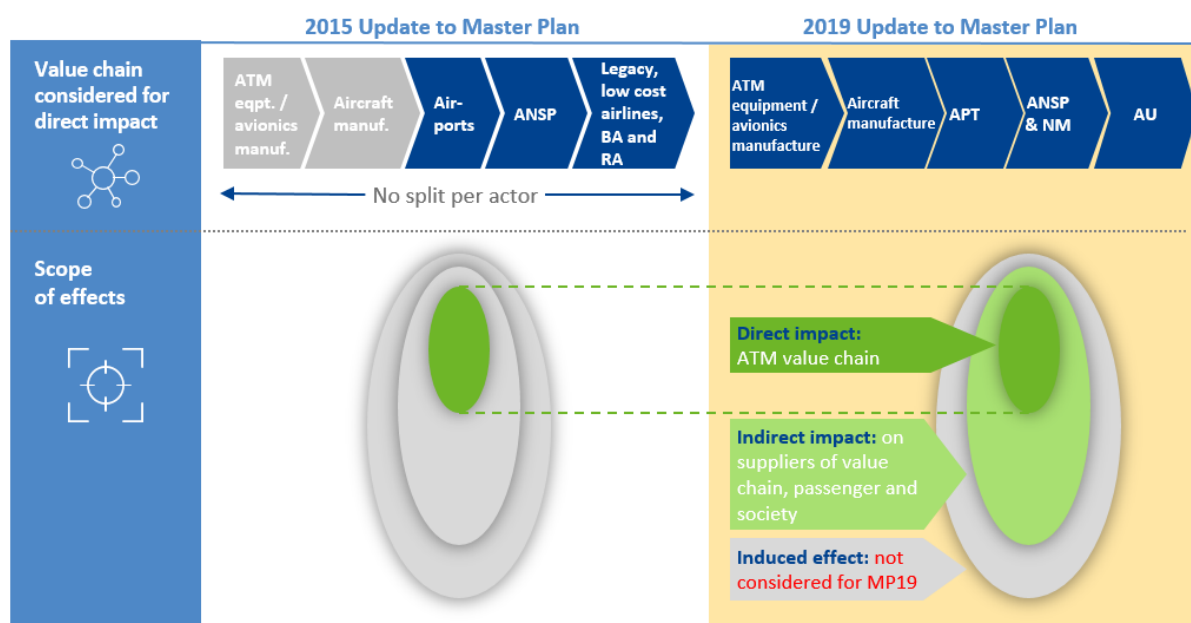 2015 Update to Master Plan
2019 Update to Master Plan
Value chain
considered for
direct impact
ATM
eqpt. /
avionics
manuf.
Aircraft
manuf.
Air-
ports
ANSP
Legacy,
low cost
airlines,
BA and
RA
ATM
equipment /
avionics
manufacture
Aircraft
manufacture
APT
ANSP
& NM
AU
No split per actor
Scope
of effects
Direct impact:
ATM value chain
Indirect impact: on
suppliers of value
chain, passenger and
society
Induced effect: not
considered for MP19